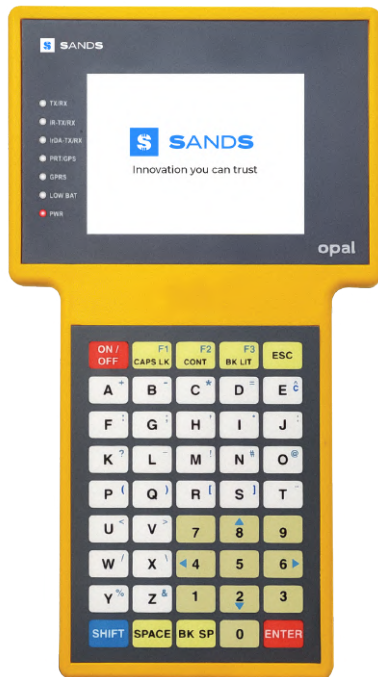 S SANDS
TX/RX
IR-TX/RX
IrDA-TX/RX
PRT/GPS
GPRS
LOW BAT
PWR
S SANDS
Innovation you can trust
opal
ON / OFF F1 CAPS LK F2 CONT F3 BK LIT ESC
A + B - C * D = E
F G H I J
K ? L M ! N # O @
P ( Q ) R [ S ] T
U < V > 7 8 9
W / X \ 4 5 6
Y % Z & 1 2 3
SHIFT SPACE BK SP 0 ENTER